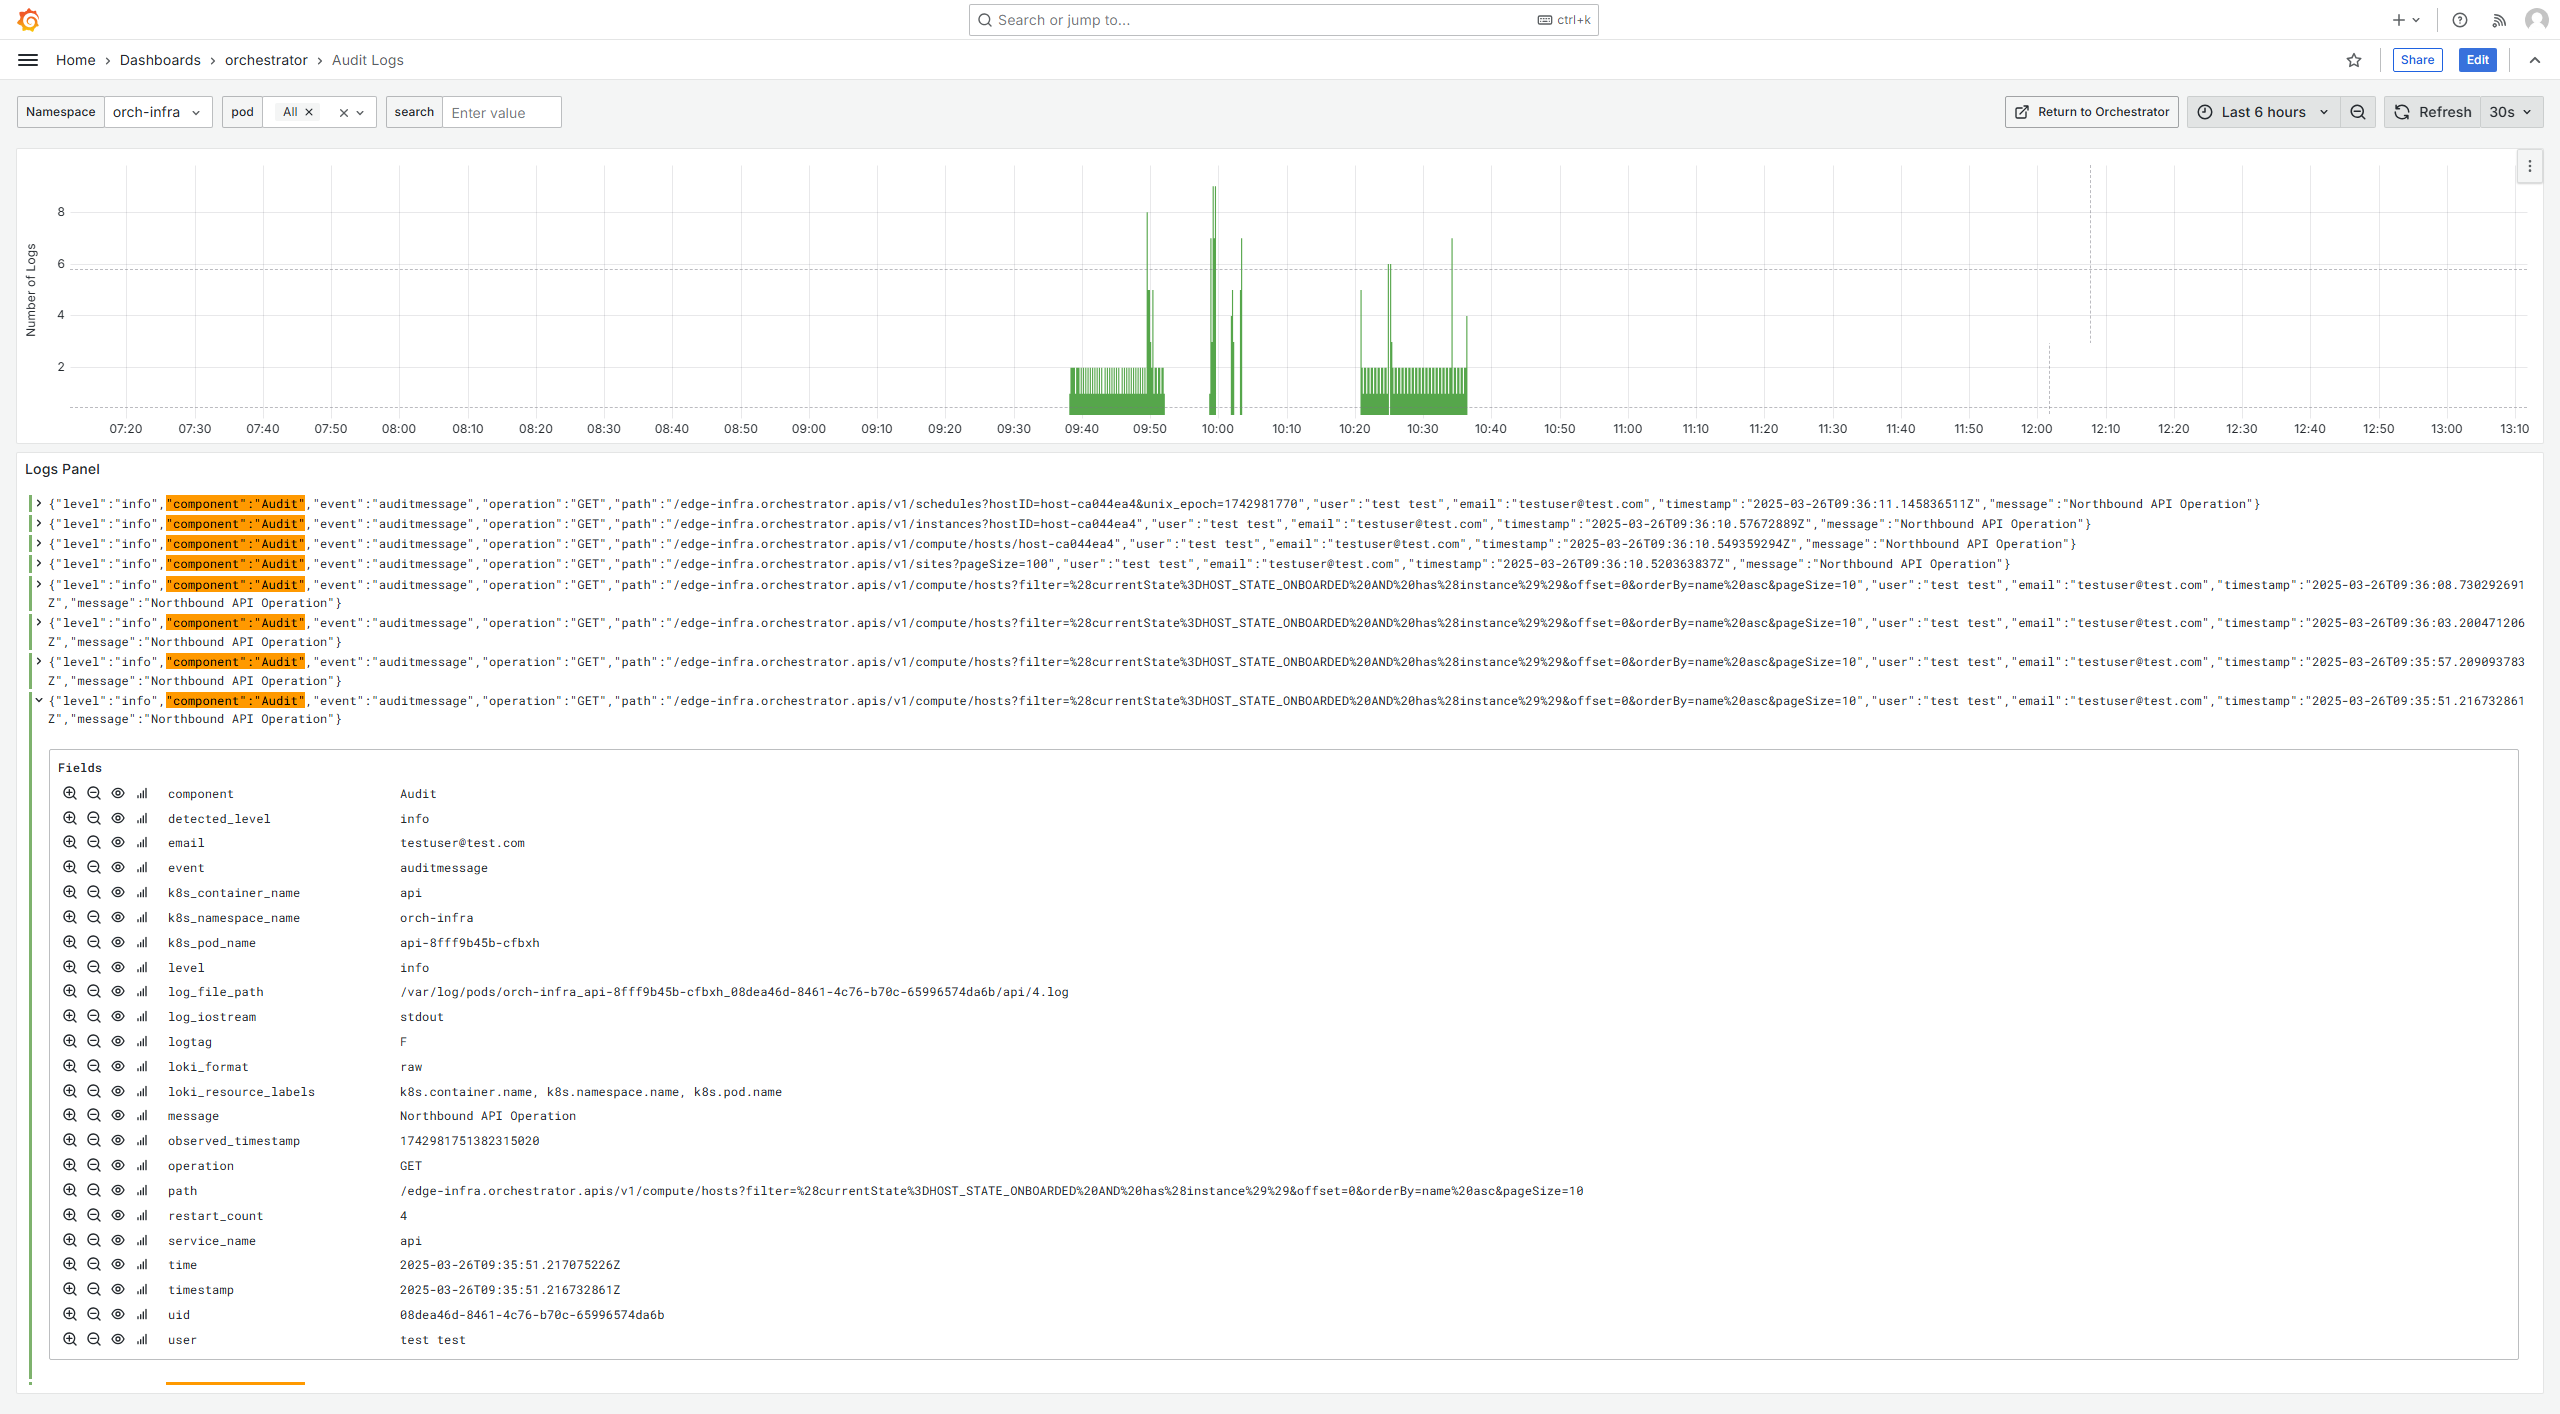 Search or jump to...
ctrl+k
Home › Dashboards › orchestrator › Audit Logs
Share
Edit
Namespace orch-infra pod All search Enter value
Return to Orchestrator
Last 6 hours
Refresh 30s
Number of Logs
8
6
4
2
07:20 07:30 07:40 07:50 08:00 08:10 08:20 08:30 08:40 08:50 09:00 09:10 09:20 09:30 09:40 09:50 10:00 10:10 10:20 10:30 10:40 10:50 11:00 11:10 11:20 11:30 11:40 11:50 12:00 12:10 12:20 12:30 12:40 12:50 13:00 13:10
Logs Panel
{"level":"info","component":"Audit","event":"auditmessage","operation":"GET","path":"/edge-infra.orchestrator.apis/v1/schedules?hostID=host-ca044ea4&unix_epoch=1742981770","user":"test test","email":"testuser@test.com","timestamp":"2025-03-26T09:36:11.145836511Z","message":"Northbound API Operation"}
{"level":"info","component":"Audit","event":"auditmessage","operation":"GET","path":"/edge-infra.orchestrator.apis/v1/instances?hostID=host-ca044ea4","user":"test test","email":"testuser@test.com","timestamp":"2025-03-26T09:36:10.57672889Z","message":"Northbound API Operation"}
{"level":"info","component":"Audit","event":"auditmessage","operation":"GET","path":"/edge-infra.orchestrator.apis/v1/compute/hosts/host-ca044ea4","user":"test test","email":"testuser@test.com","timestamp":"2025-03-26T09:36:10.549359294Z","message":"Northbound API Operation"}
{"level":"info","component":"Audit","event":"auditmessage","operation":"GET","path":"/edge-infra.orchestrator.apis/v1/sites?pageSize=100","user":"test test","email":"testuser@test.com","timestamp":"2025-03-26T09:36:10.520363837Z","message":"Northbound API Operation"}
{"level":"info","component":"Audit","event":"auditmessage","operation":"GET","path":"/edge-infra.orchestrator.apis/v1/compute/hosts?filter=%28currentState%3DHOST_STATE_ONBOARDED%20AND%20has%28instance%29%29&offset=0&orderBy=name%20asc&pageSize=10","user":"test test","email":"testuser@test.com","timestamp":"2025-03-26T09:36:08.730292691
Z","message":"Northbound API Operation"}
{"level":"info","component":"Audit","event":"auditmessage","operation":"GET","path":"/edge-infra.orchestrator.apis/v1/compute/hosts?filter=%28currentState%3DHOST_STATE_ONBOARDED%20AND%20has%28instance%29%29&offset=0&orderBy=name%20asc&pageSize=10","user":"test test","email":"testuser@test.com","timestamp":"2025-03-26T09:36:03.200471206
Z","message":"Northbound API Operation"}
{"level":"info","component":"Audit","event":"auditmessage","operation":"GET","path":"/edge-infra.orchestrator.apis/v1/compute/hosts?filter=%28currentState%3DHOST_STATE_ONBOARDED%20AND%20has%28instance%29%29&offset=0&orderBy=name%20asc&pageSize=10","user":"test test","email":"testuser@test.com","timestamp":"2025-03-26T09:35:57.209093783
Z","message":"Northbound API Operation"}
{"level":"info","component":"Audit","event":"auditmessage","operation":"GET","path":"/edge-infra.orchestrator.apis/v1/compute/hosts?filter=%28currentState%3DHOST_STATE_ONBOARDED%20AND%20has%28instance%29%29&offset=0&orderBy=name%20asc&pageSize=10","user":"test test","email":"testuser@test.com","timestamp":"2025-03-26T09:35:51.216732861
Z","message":"Northbound API Operation"}
Fields
component Audit
detected_level info
email testuser@test.com
event auditmessage
k8s_container_name api
k8s_namespace_name orch-infra
k8s_pod_name api-8fff9b45b-cfbxh
level info
log_file_path /var/log/pods/orch-infra_api-8fff9b45b-cfbxh_08dea46d-8461-4c76-b70c-65996574da6b/api/4.log
log_iostream stdout
logtag F
loki_format raw
loki_resource_labels k8s.container.name, k8s.namespace.name, k8s.pod.name
message Northbound API Operation
observed_timestamp 1742981751382315020
operation GET
path /edge-infra.orchestrator.apis/v1/compute/hosts?filter=%28currentState%3DHOST_STATE_ONBOARDED%20AND%20has%28instance%29%29&offset=0&orderBy=name%20asc&pageSize=10
restart_count 4
service_name api
time 2025-03-26T09:35:51.217075226Z
timestamp 2025-03-26T09:35:51.216732861Z
uid 08dea46d-8461-4c76-b70c-65996574da6b
user test test